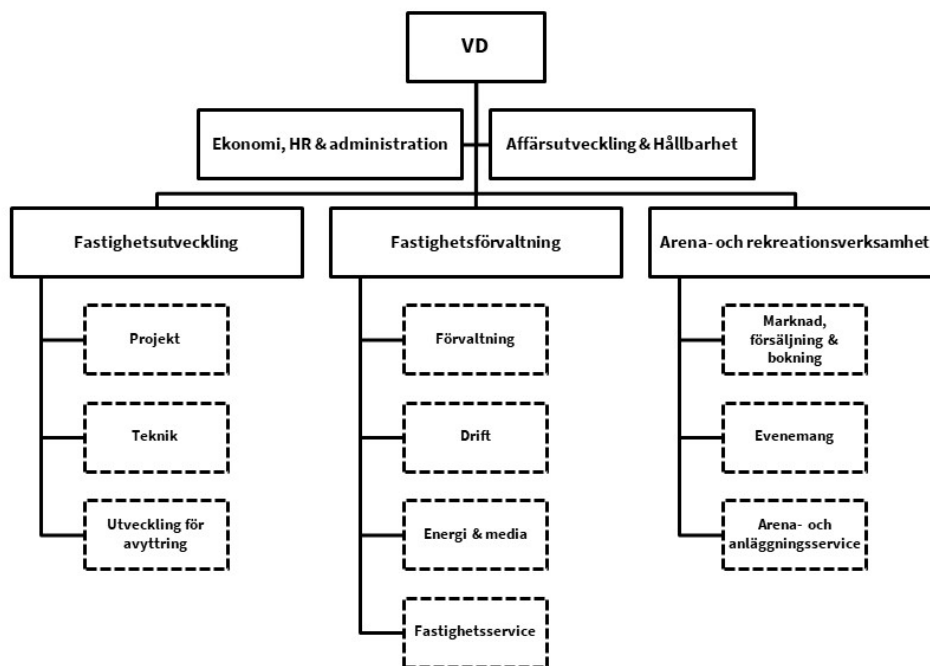 VD
Ekonomi, HR & administration
Affärsutveckling & Hållbarhet
Fastighetsutveckling
Fastighetsförvaltning
Arena- och rekreationsverksamhet
Projekt
Teknik
Utveckling för
avyttring
Förvaltning
Drift
Energi & media
Fastighetsservice
Marknad,
försäljning &
bokning
Evenemang
Arena- och
anläggningsservice